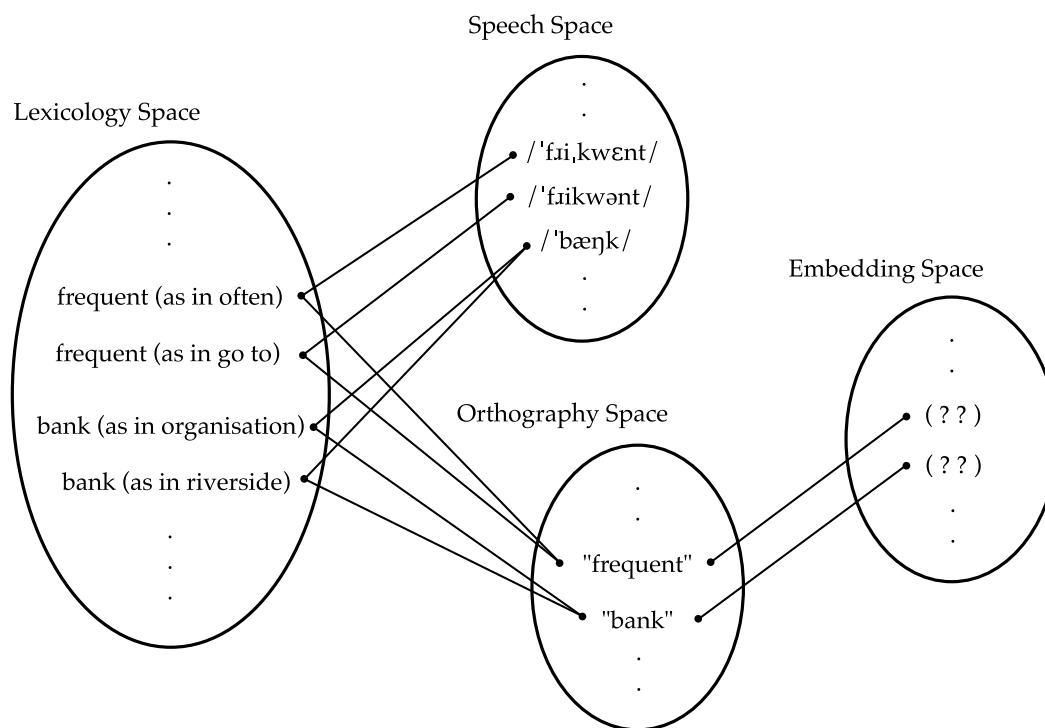 Speech Space
Lexicology Space
/ˈfɹiˌkwɛnt/
/ˈfɹikwənt/
/ˈbæŋk/
Embedding Space
frequent (as in often)
frequent (as in go to)
bank (as in organisation)
bank (as in riverside)
Orthography Space
( ? ? )
( ? ? )
"frequent"
"bank"